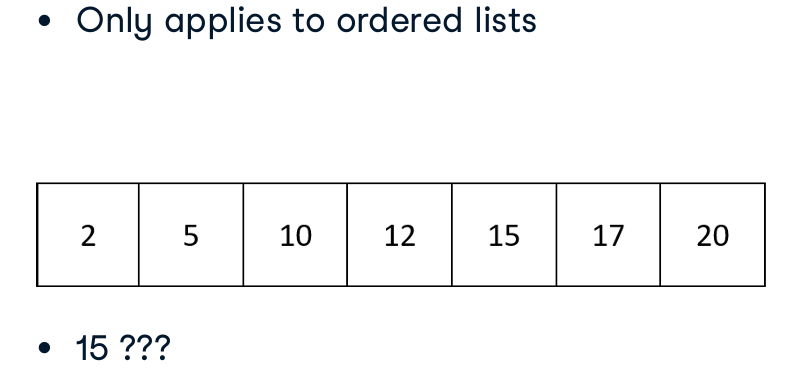 • Only applies to ordered lists
2 5 10 12 15 17 20
• 15 ???